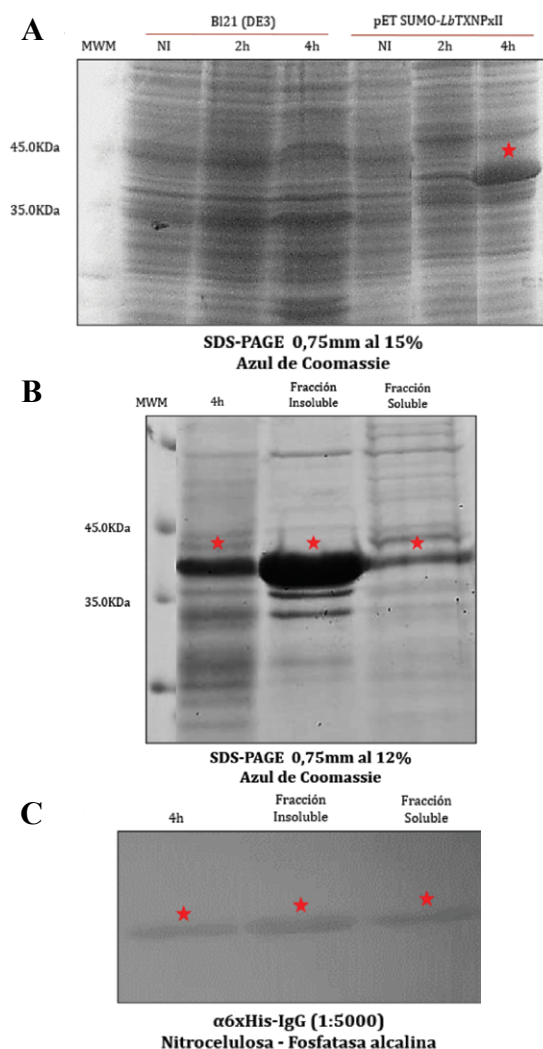 A
Bl21 (DE3) pET SUMO-LbTXNPxII
MWM NI 2h 4h NI 2h 4h
45.0KDa
35.0KDa
SDS-PAGE 0,75mm al 15%
Azul de Coomassie
B
MWM 4h Fracción Insoluble Fracción Soluble
45.0KDa
35.0KDa
SDS-PAGE 0,75mm al 12%
Azul de Coomassie
C
4h Fracción Insoluble Fracción Soluble
α6xHis-IgG (1:5000)
Nitrocelulosa - Fosfatasa alcalina